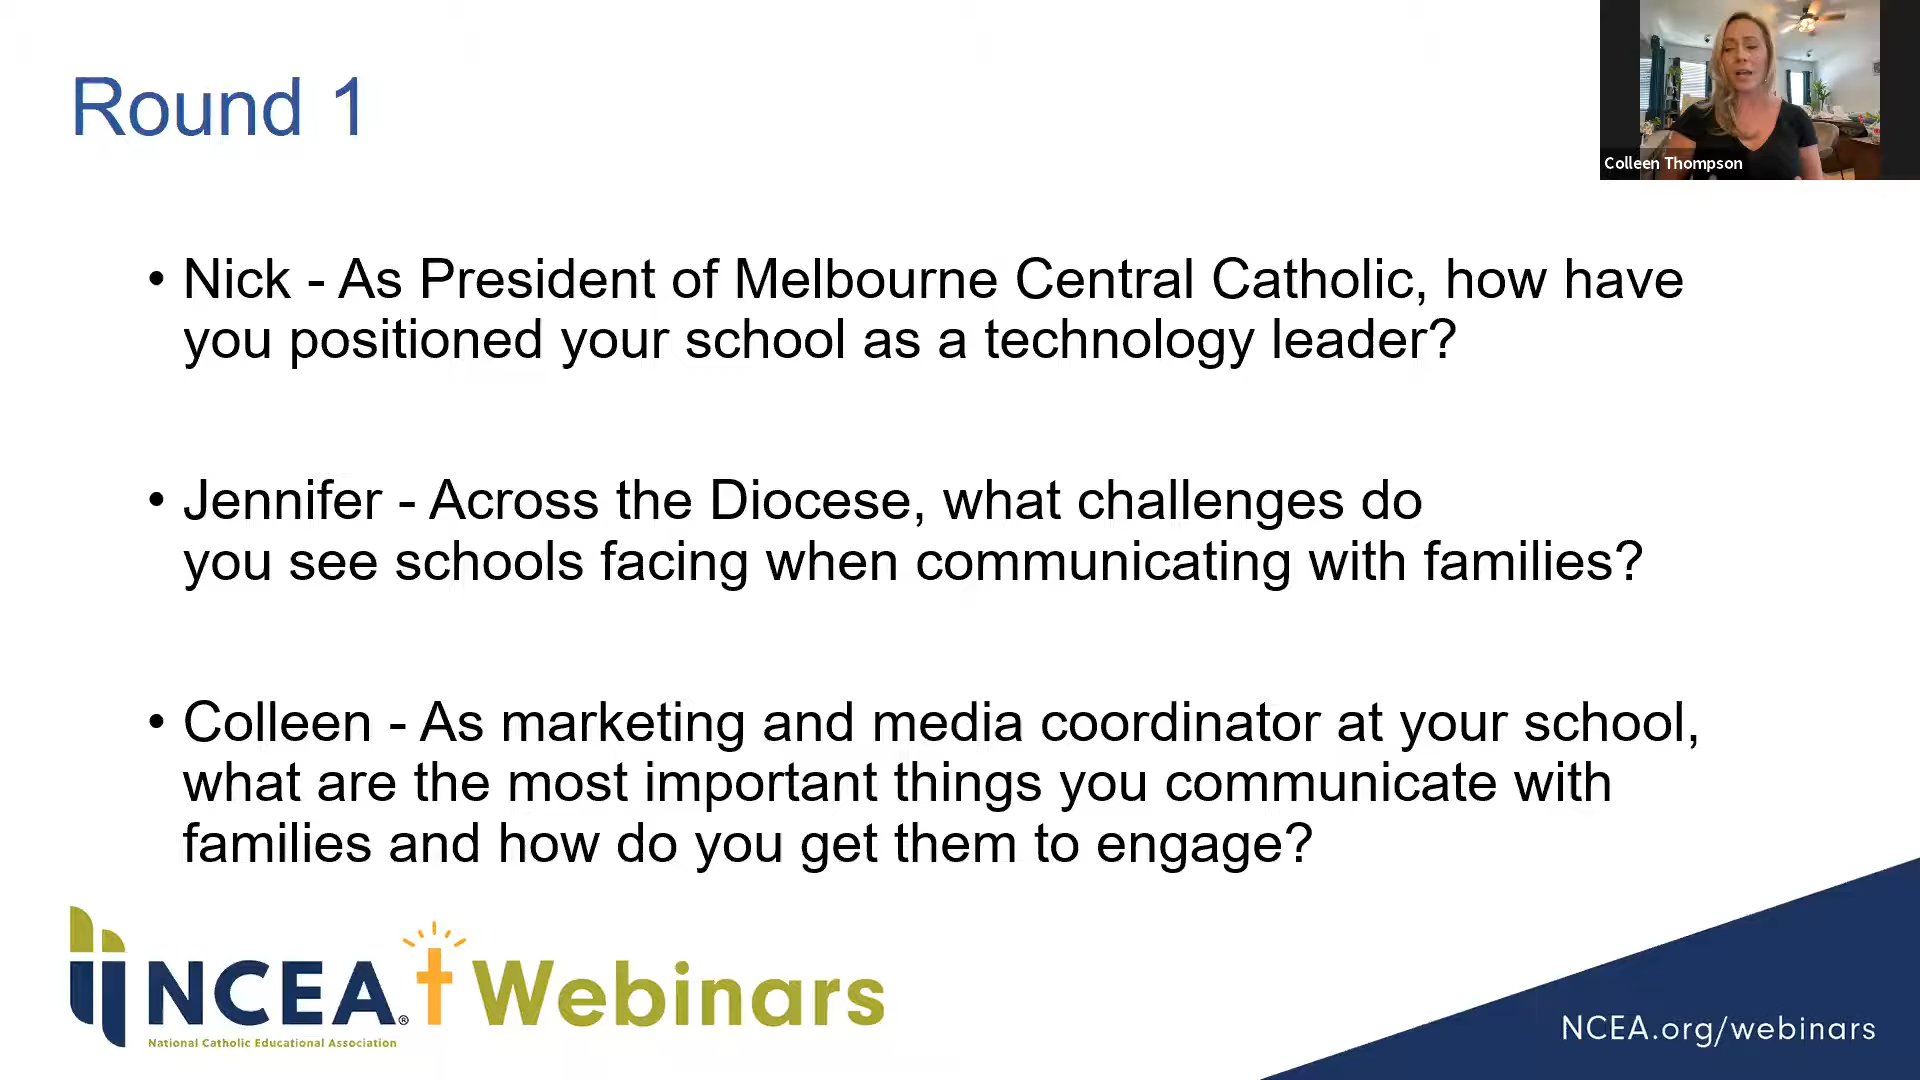 Round 1
Colleen Thompson
• Nick - As President of Melbourne Central Catholic, how have
you positioned your school as a technology leader?
• Jennifer - Across the Diocese, what challenges do
you see schools facing when communicating with families?
• Colleen - As marketing and media coordinator at your school,
what are the most important things you communicate with
families and how do you get them to engage?
NCEA® Webinars
National Catholic Educational Association
NCEA.org/webinars